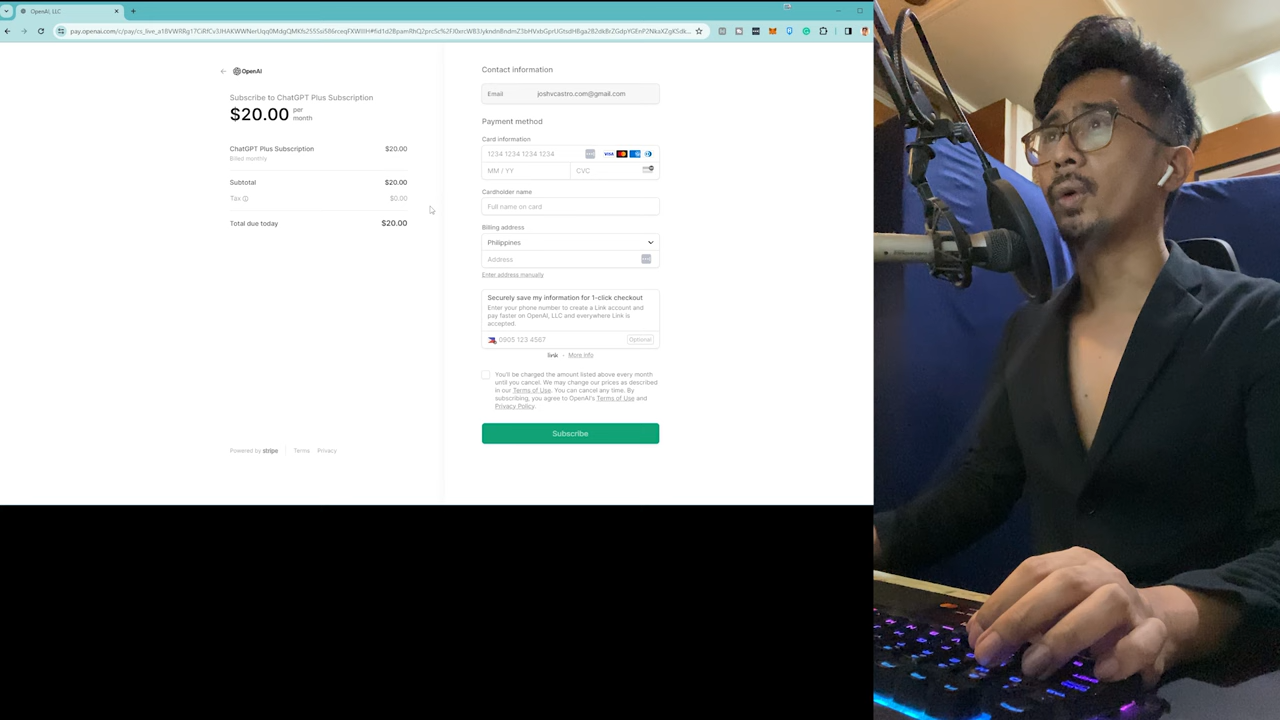 OpenAI, LLC
OpenAI
Subscribe to ChatGPT Plus Subscription
$20.00 per
month
ChatGPT Plus Subscription $20.00
Billed monthly
Subtotal $20.00
Tax $0.00
Total due today $20.00
Powered by stripe Terms Privacy
Contact information
Email joshvcastro.com@gmail.com
Payment method
Card information
1234 1234 1234 1234 VISA
MM / YY CVC
Cardholder name
Full name on card
Billing address
Philippines
Address
Enter address manually
Securely save my information for 1-click checkout
Enter your phone number to create a Link account and
pay faster on OpenAI, LLC and everywhere Link is
accepted.
0905 123 4567 Optional
link · More info
You'll be charged the amount listed above every month
until you cancel. We may change our prices as described
in our Terms of Use. You can cancel any time. By
subscribing, you agree to OpenAI's Terms of Use and
Privacy Policy.
Subscribe